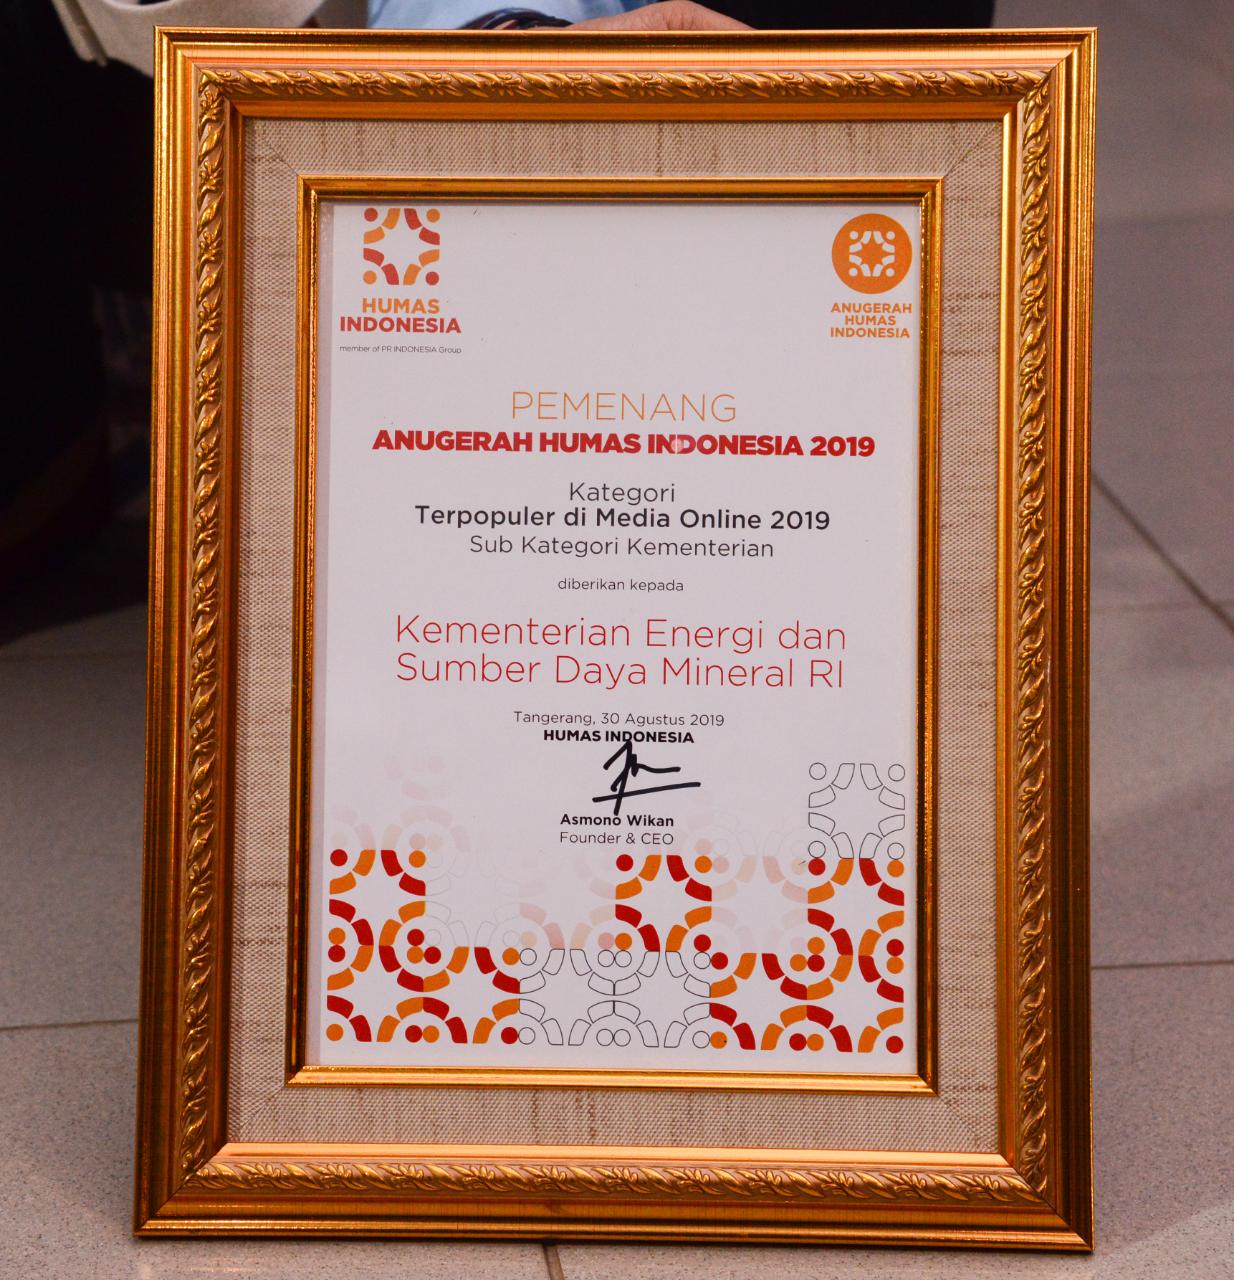 HUMAS
INDONESIA
member of PR INDONESIA Group
ANUGERAH
HUMAS
INDONESIA
PEMENANG
ANUGERAH HUMAS INDONESIA 2019
Kategori
Terpopuler di Media Online 2019
Sub Kategori Kementerian
diberikan kepada
Kementerian Energi dan
Sumber Daya Mineral RI
Tangerang, 30 Agustus 2019
HUMAS INDONESIA
Asmono Wikan
Founder & CEO